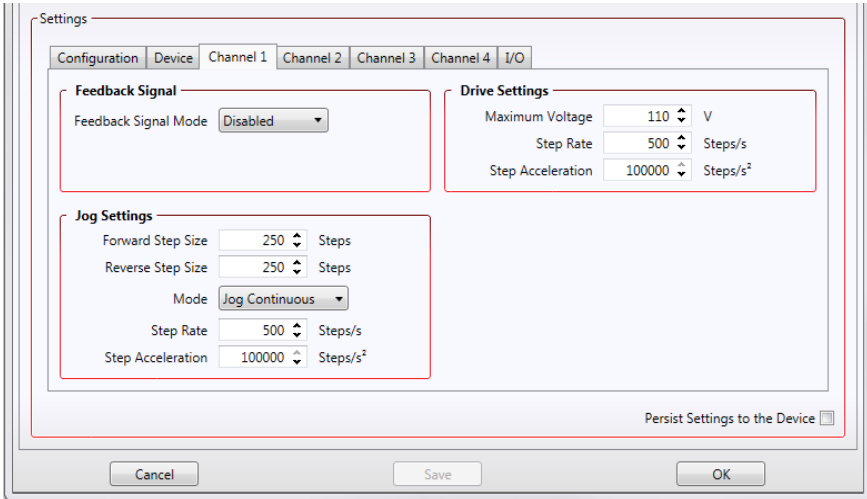 Settings
Configuration Device Channel 1 Channel 2 Channel 3 Channel 4 I/O
Feedback Signal
Feedback Signal Mode Disabled
Drive Settings
Maximum Voltage 110 V
Step Rate 500 Steps/s
Step Acceleration 100000 Steps/s²
Jog Settings
Forward Step Size 250 Steps
Reverse Step Size 250 Steps
Mode Jog Continuous
Step Rate 500 Steps/s
Step Acceleration 100000 Steps/s²
Persist Settings to the Device
Cancel Save OK